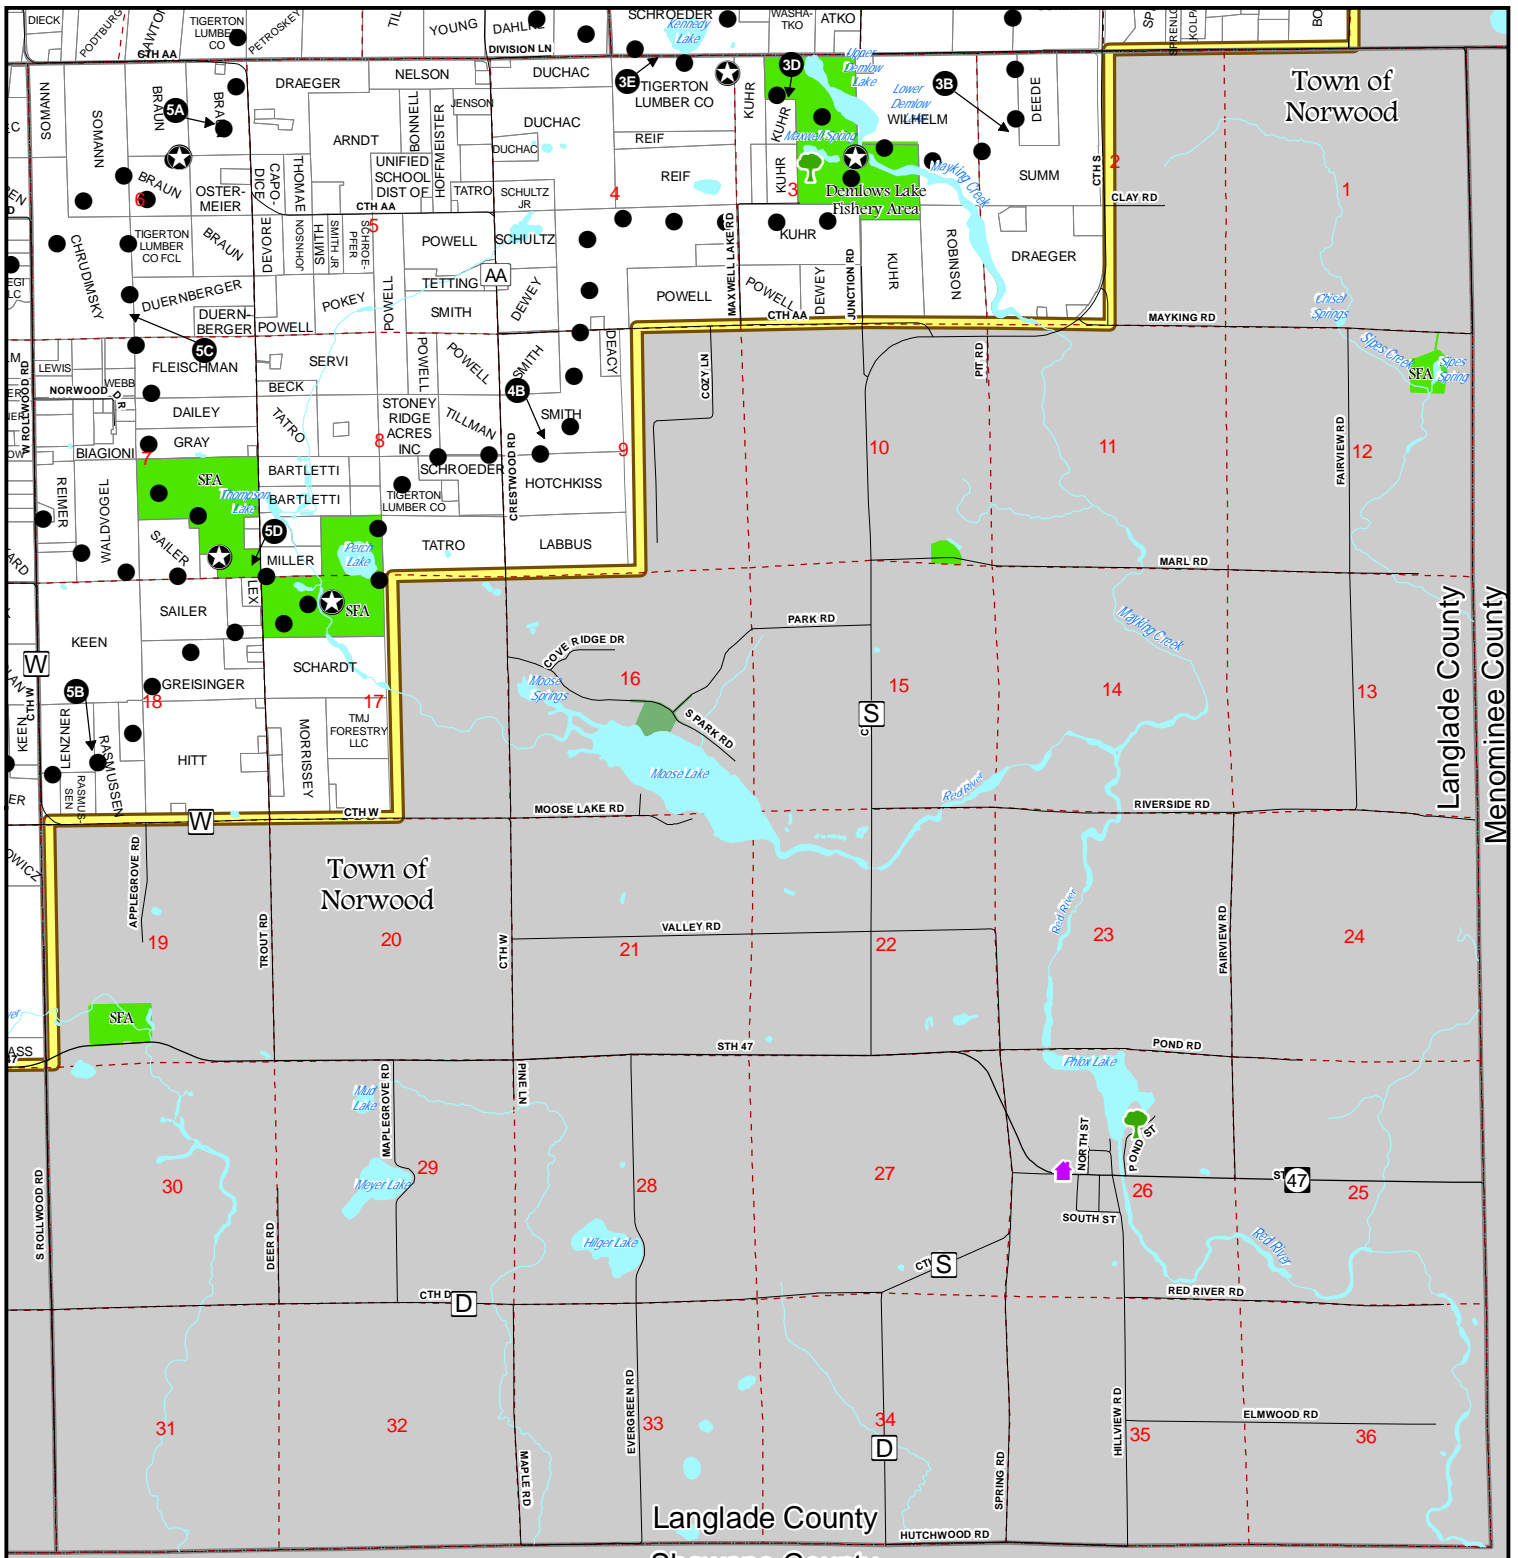 DIECK
PODTBURG
TIGERTON
LUMBER
CO
PETROSKEY
YOUNG
SCHROEDER
Kennedy
Lake
WASHA-
TKO
ATKO
CTH AA
DIVISION LN
SOMANN
SOMANN
BRAUN
5A
DRAEGER
NELSON
DUCHAC
3E
TIGERTON
LUMBER CO
KUHR
3D
Upper
Demlow
Lake
Lower
Demlow
3B
WILHELM
DEEDE
Town of
Norwood
ARNDT
BONNELL
HOFFMEISTER
JENSON
DUCHAC
DUCHAC
REIF
KUHR
Maxwell Spring
BRAUN
6
OSTER-
MEIER
CAPO-
DICE
THOMAE
UNIFIED
SCHOOL
DIST OF
TATRO
SCHULTZ
JR
REIF
4
KUHR
3
Demlows Lake
Fishery Area
Mayking Creek
SUMM
CTH S
2
CLAY RD
1
CTH AA
5
TIGERTON
LUMBER
CO FCL
BRAUN
DEVORE
SMITH
SMITH JR
SCHROE-
PFER
POWELL
SCHULTZ
AA
MAXWELL LAKE RD
KUHR
JUNCTION RD
KUHR
ROBINSON
DRAEGER
CHRUDIMSKY
DUERNBERGER
DUERN-
BERGER
POWELL
POKEY
POWELL
TETTING
SMITH
DEWEY
POWELL
POWELL
DEWEY
CTH AA
MAYKING RD
Chisel
Springs
5C
FLEISCHMAN
LEWIS
WEBB
NORWOOD DR
W ROLLWOOD RD
SERVI
BECK
POWELL
POWELL
SMITH
4B
DEACY
COZY LN
PIT RD
Sipes Creek
SFA
Sipes
Spring
DAILEY
GRAY
BIAGIONI
7
TATRO
STONEY
RIDGE
ACRES
INC
8
TILLMAN
SMITH
9
10
11
FAIRVIEW RD
12
REIMER
WALDVOGEL
SFA
Thompson
Lake
BARTLETTI
BARTLETTI
SCHROEDER
TIGERTON
LUMBER CO
CRESTWOOD RD
HOTCHKISS
SAILER
5D
MILLER
Perch
Lake
TATRO
LABBUS
MARL RD
LEX
SAILER
SFA
KEEN
W
CTH W
PARK RD
Mayking Creek
COVE RIDGE DR
SCHARDT
17
Moose
Springs
16
15
14
13
Langlade County
Menominee County
5B
GREISINGER
18
KEEN
LENZNER
RASMUSSEN
RASMUS-
SEN
HITT
MORRISSEY
TMJ
FORESTRY
LLC
S PARK RD
S
Moose Lake
Red River
CTH W
W
MOOSE LAKE RD
RIVERSIDE RD
APPLEGROVE RD
Town of
Norwood
19
TROUT RD
20
CTH W
21
VALLEY RD
22
Red River
23
FAIRVIEW RD
24
SFA
STH 47
POND RD
Phlox Lake
PINE LN
Mud
Lake
MAPLEGROVE RD
NORTH ST
POND ST
S ROLLWOOD RD
30
DEER RD
29
Meyer Lake
28
27
26
47
25
SOUTH ST
Hilger Lake
S
Red River
CTH D
D
RED RIVER RD
31
32
EVERGREEN RD
33
34
D
HILLVIEW RD
35
ELMWOOD RD
36
MAPLE RD
SPRING RD
Langlade County
HUTCHWOOD RD